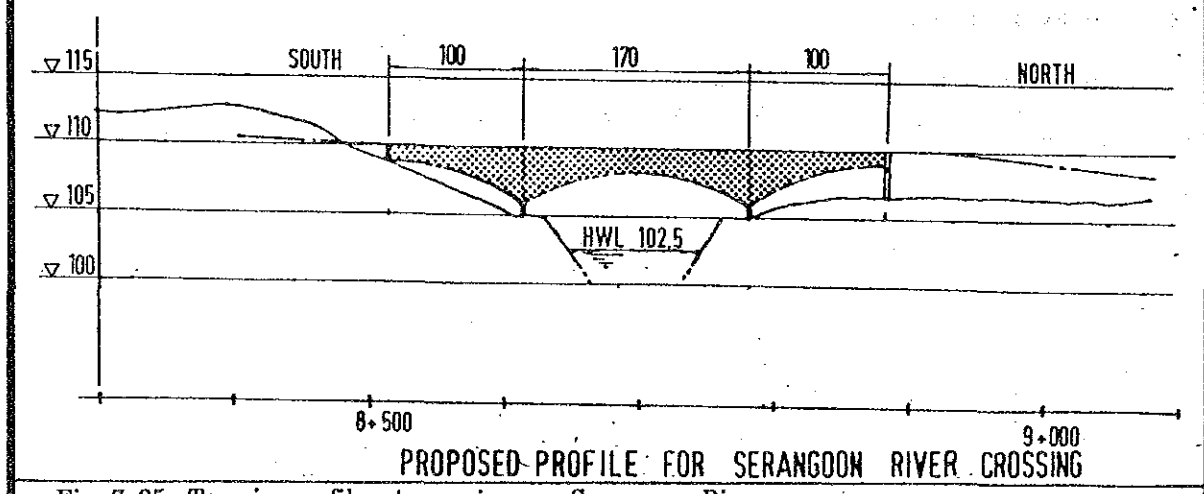 SOUTH 100 170 100 NORTH
▽ 115
▽ 110
▽ 105
HWL 102.5
▽ 100
8+500 9+000
PROPOSED PROFILE FOR SERANGOON RIVER CROSSING